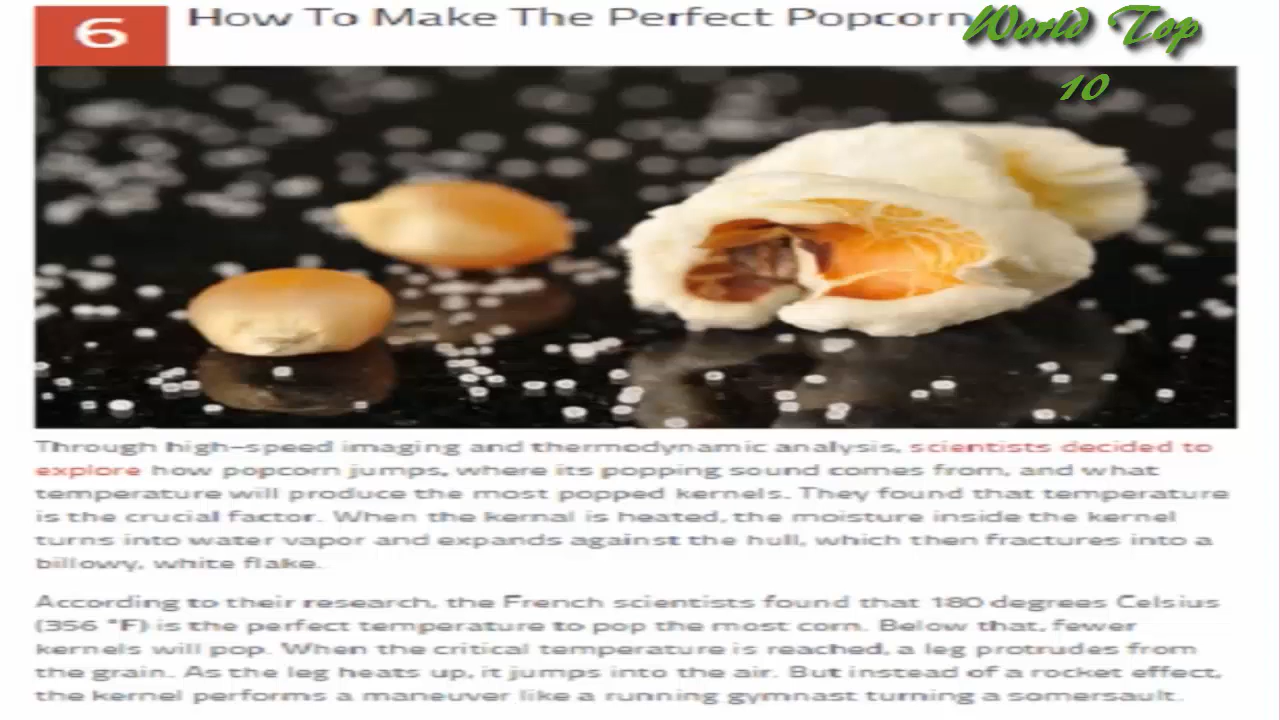 6
How To Make The Perfect Popcorn
World Top
10
Through high-speed imaging and thermodynamic analysis, scientists decided to
explore how popcorn jumps, where its popping sound comes from, and what
temperature will produce the most popped kernels. They found that temperature
is the crucial factor. When the kernal is heated, the moisture inside the kernel
turns into water vapor and expands against the hull, which then fractures into a
billowy, white flake.
According to their research, the French scientists found that 180 degrees Celsius
(356 °F) is the perfect temperature to pop the most corn. Below that, fewer
kernels will pop. When the critical temperature is reached, a leg protrudes from
the grain. As the leg heats up, it jumps into the air. But instead of a rocket effect,
the kernel performs a maneuver like a running gymnast turning a somersault.